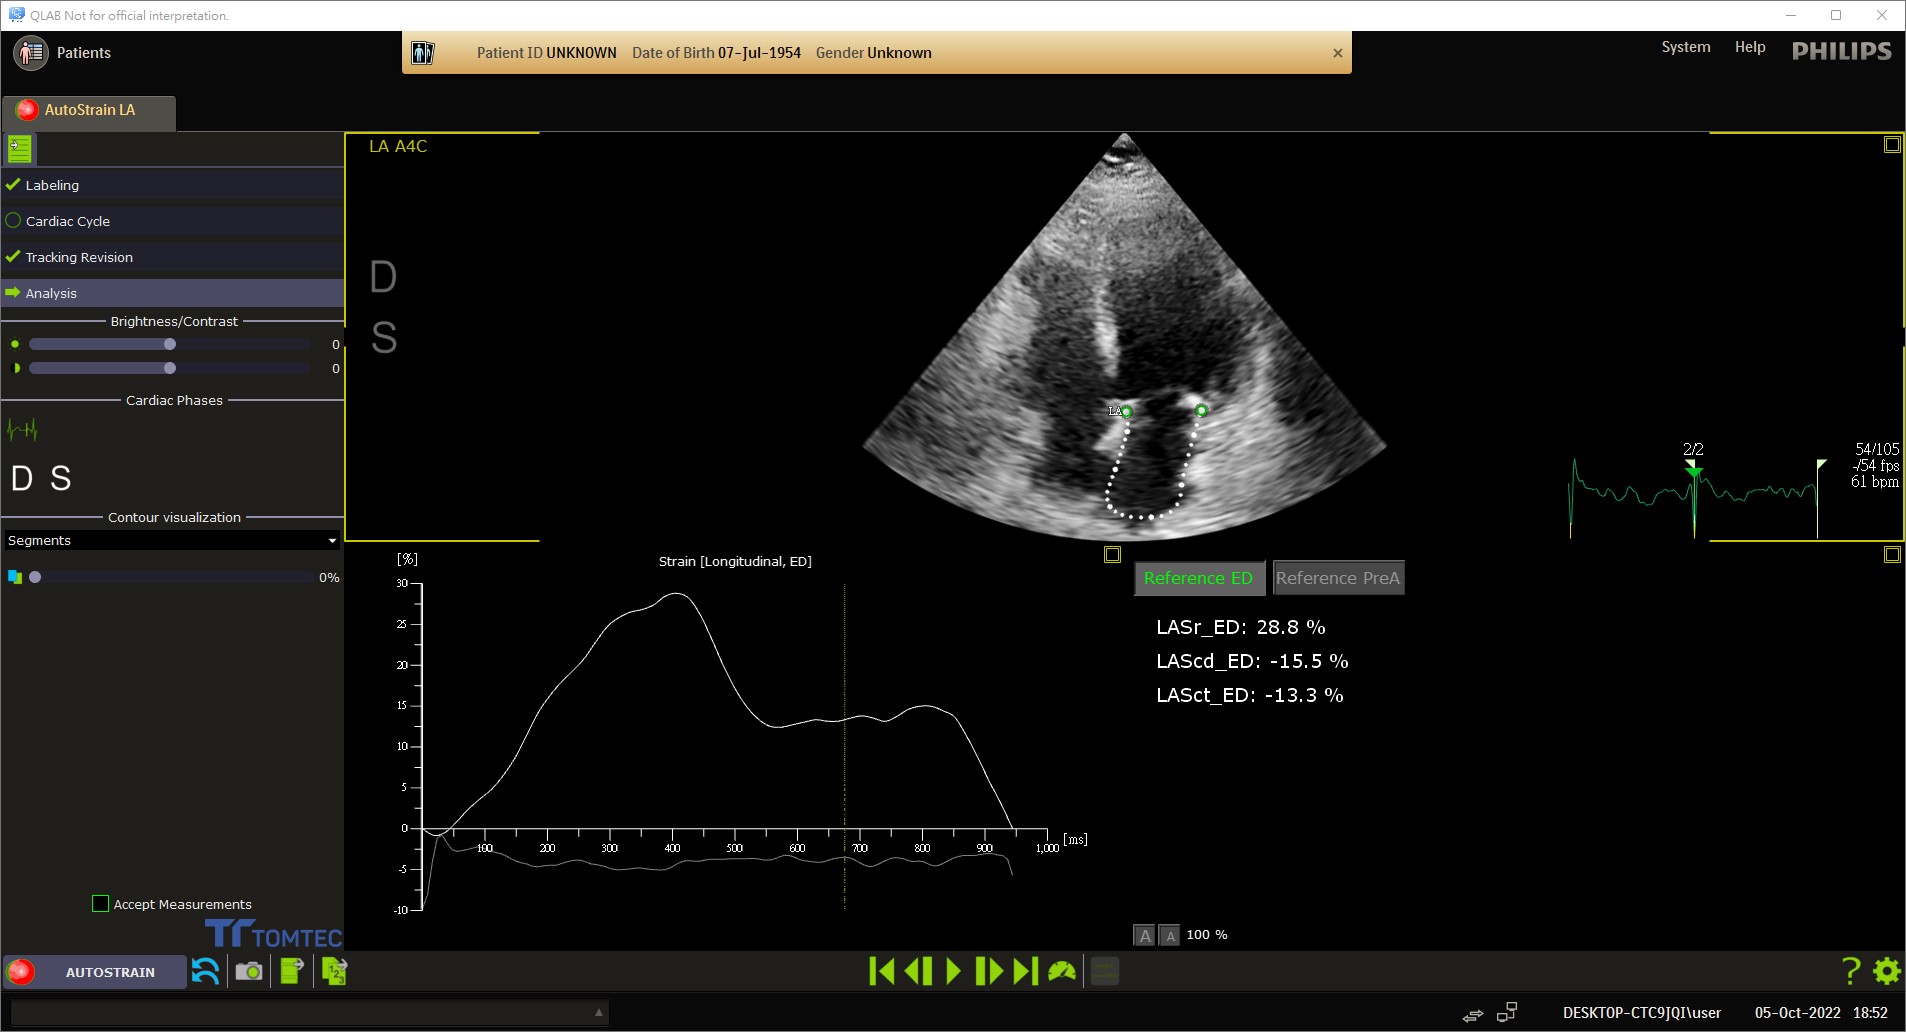 QLAB Not for official interpretation.
Patients
Patient ID UNKNOWN Date of Birth 07-Jul-1954 Gender Unknown
System Help PHILIPS
AutoStrain LA
Labeling
Cardiac Cycle
Tracking Revision
Analysis
Brightness/Contrast
0
0
Cardiac Phases
D S
Contour visualization
Segments
0%
Accept Measurements
TOMTEC
LA A4C
D
S
LA
2/2
54/105
-/54 fps
61 bpm
[%]
Strain [Longitudinal, ED]
30
25
20
15
10
5
0
-5
-10
100 200 300 400 500 600 700 800 900 1,000 [ms]
Reference ED Reference PreA
LASr_ED: 28.8 %
LAScd_ED: -15.5 %
LASct_ED: -13.3 %
A A 100 %
AUTOSTRAIN
123
?
DESKTOP-CTC9JQI\user 05-Oct-2022 18:52